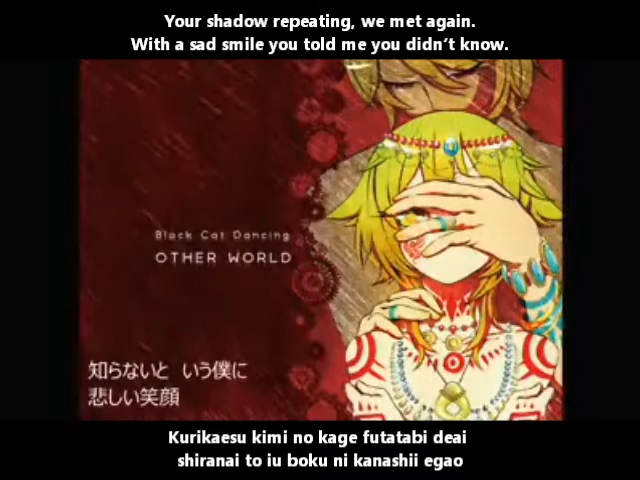 Your shadow repeating, we met again.
With a sad smile you told me you didn’t know.
Black Cat Dancing
OTHER WORLD
知らないと いう僕に
悲しい笑顔
Kurikaesu kimi no kage futatabi deai
shiranai to iu boku ni kanashii egao